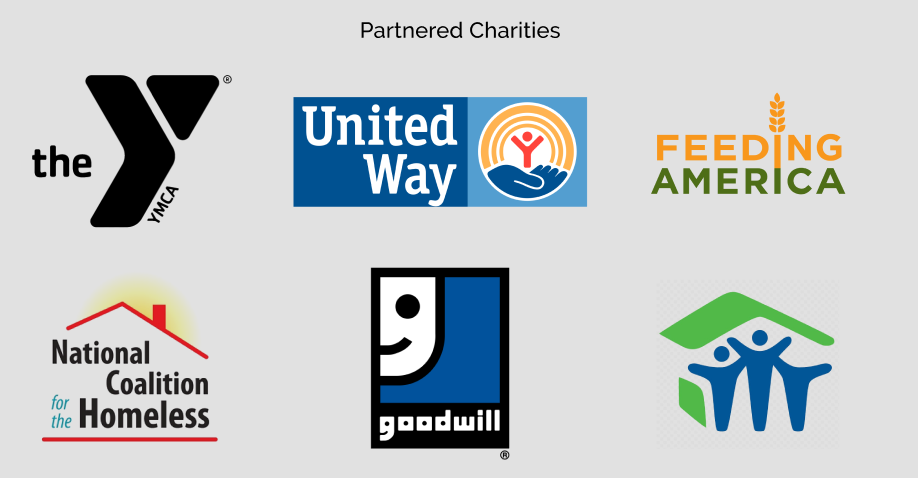 Partnered Charities
the
YMCA
®
United
Way
FEEDING
AMERICA
National
Coalition
for the
Homeless
goodwill
®